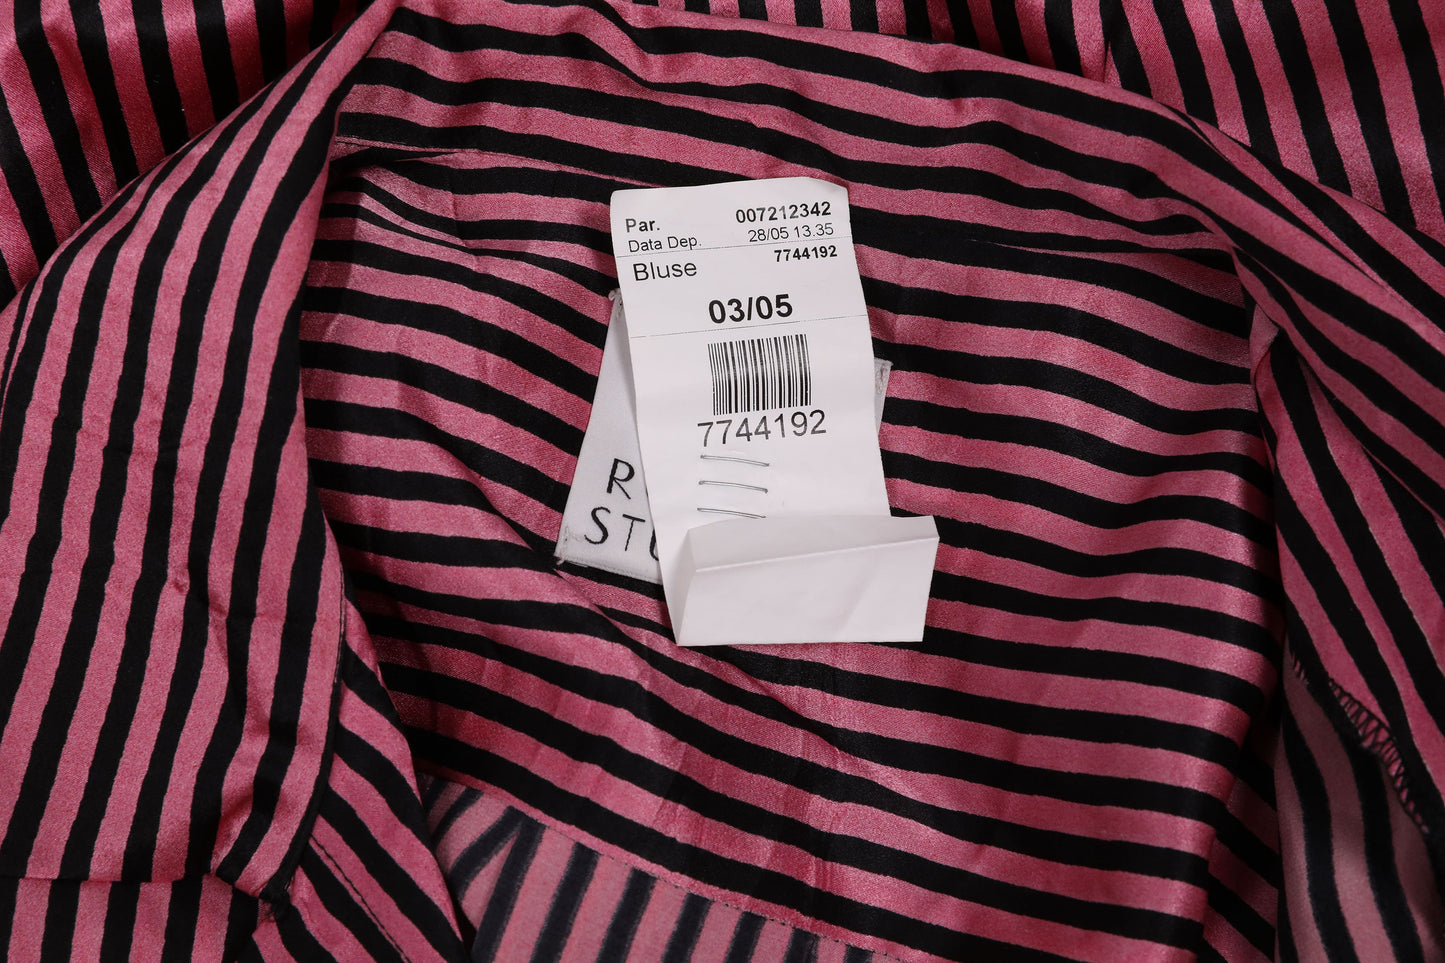 Par. 007212342
Data Dep. 28/05 13.35
Bluse 7744192
03/05
7744192